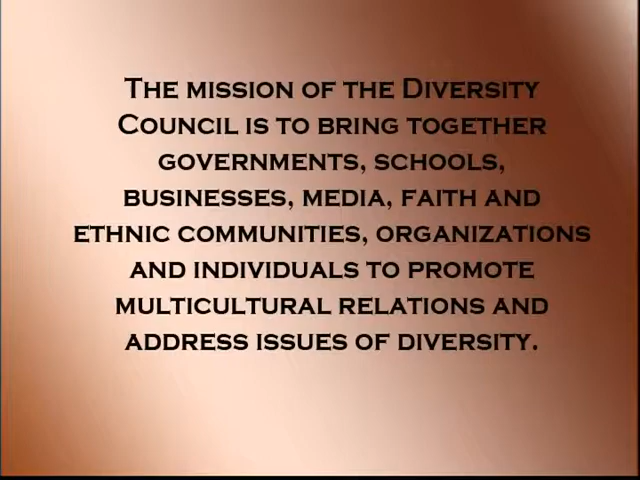 The mission of the Diversity
Council is to bring together
governments, schools,
businesses, media, faith and
ethnic communities, organizations
and individuals to promote
multicultural relations and
address issues of diversity.